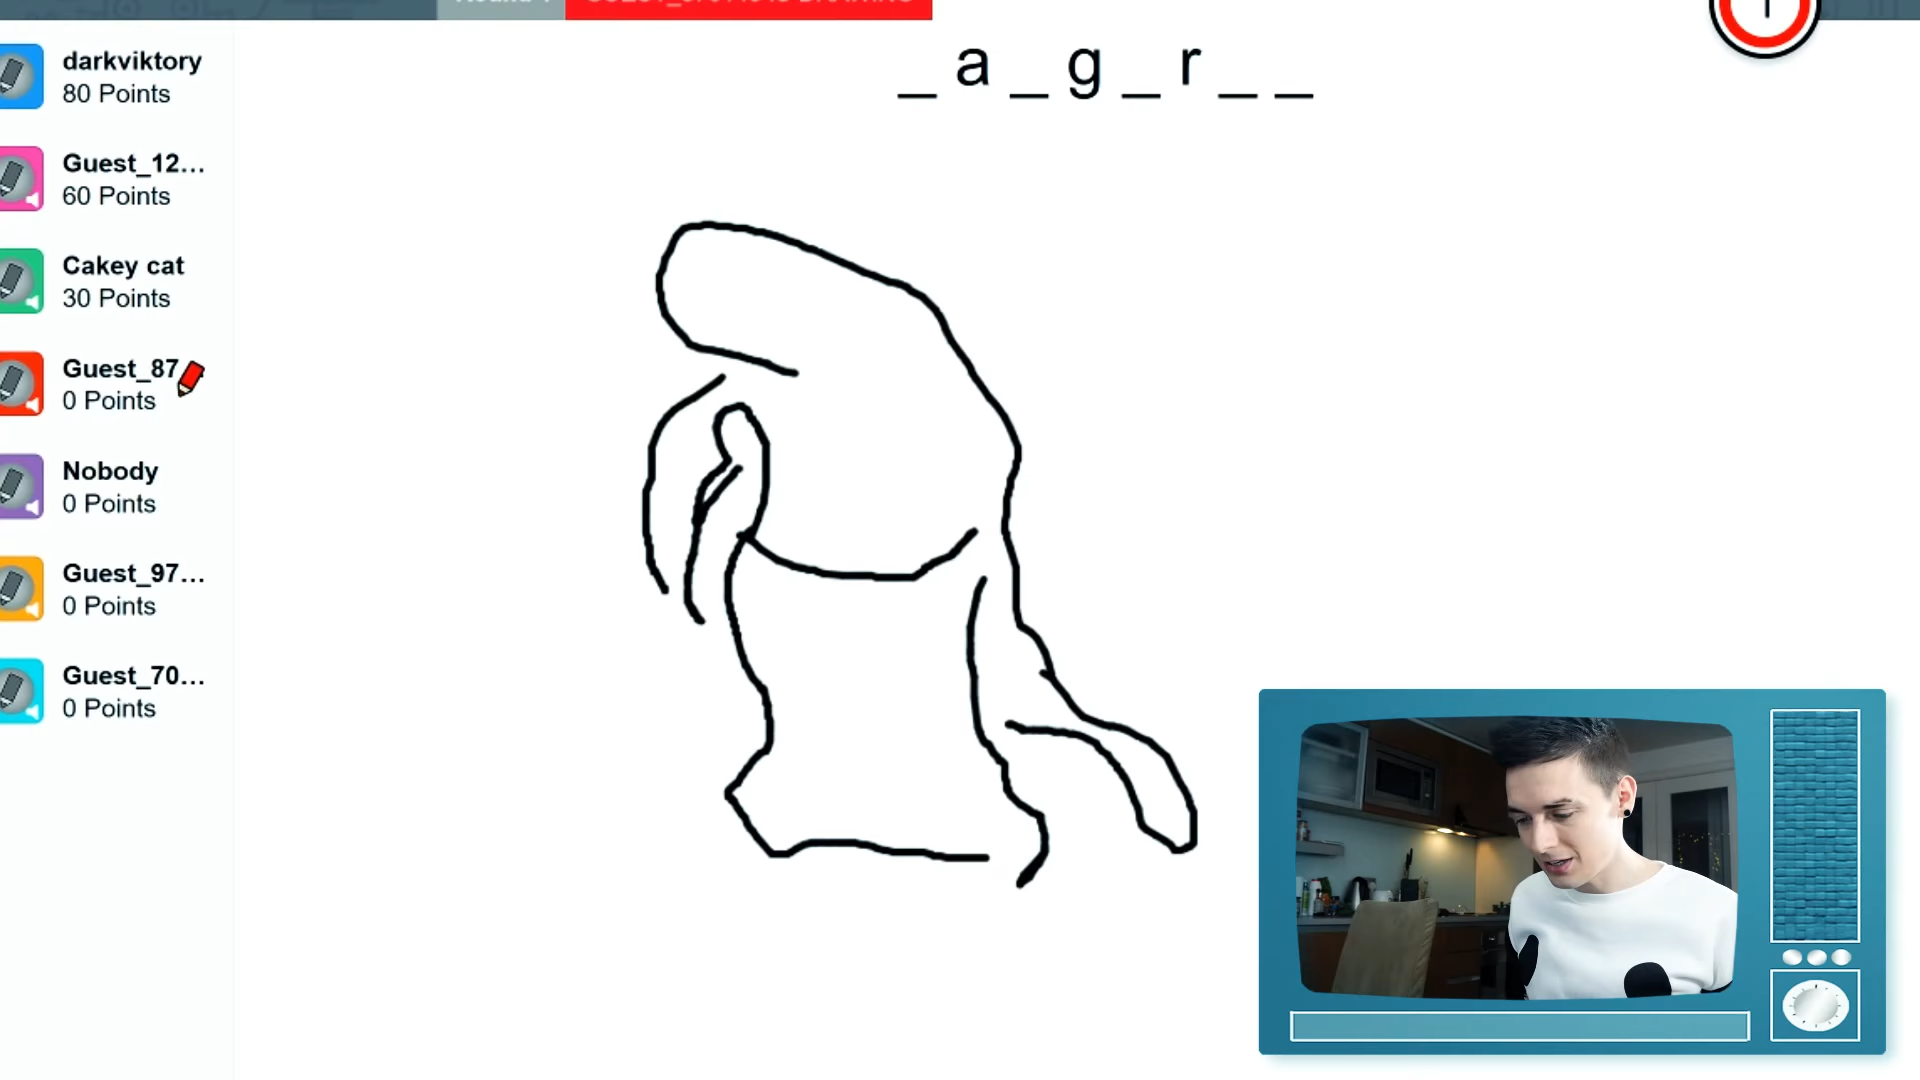 _ a _ g _ r _ _
darkviktory
80 Points
Guest_12...
60 Points
Cakey cat
30 Points
Guest_87
0 Points
Nobody
0 Points
Guest_97...
0 Points
Guest_70...
0 Points